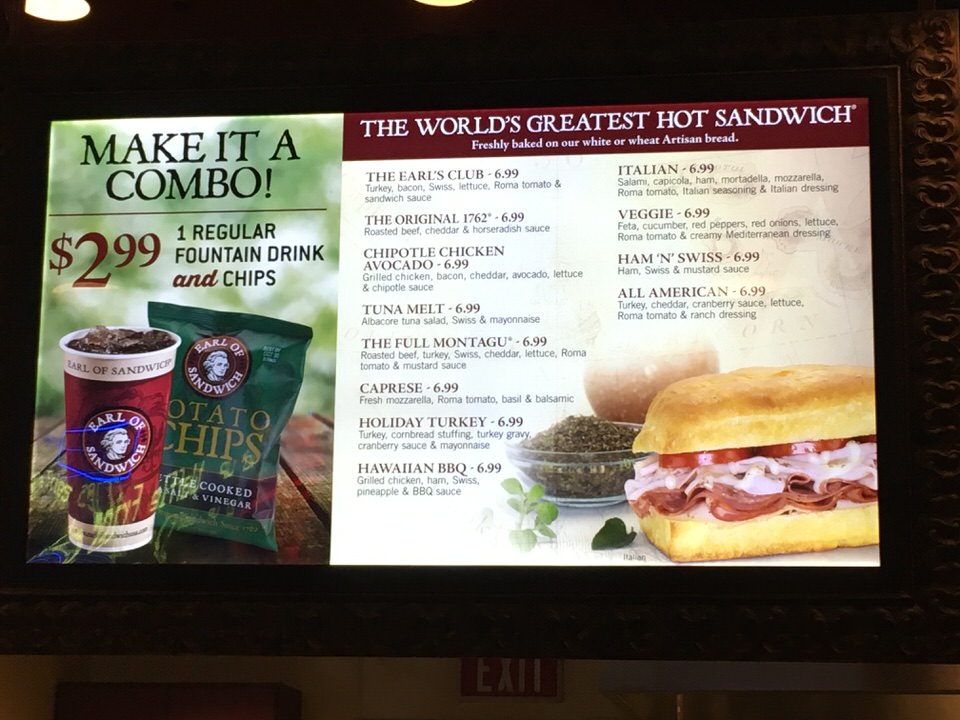 MAKE IT A
COMBO!
$2.99
1 REGULAR
FOUNTAIN DRINK
and CHIPS
EARL OF SANDWICH
EARL OF
SANDWICH
EARL OF
SANDWICH
POTATO
CHIPS
KETTLE COOKED
SALT & VINEGAR
THE WORLD'S GREATEST HOT SANDWICH®
Freshly baked on our white or wheat Artisan bread.
THE EARL'S CLUB - 6.99
Turkey, bacon, Swiss, lettuce, Roma tomato &
sandwich sauce
THE ORIGINAL 1762® - 6.99
Roasted beef, cheddar & horseradish sauce
CHIPOTLE CHICKEN
AVOCADO - 6.99
Grilled chicken, bacon, cheddar, avocado, lettuce
& chipotle sauce
TUNA MELT - 6.99
Albacore tuna salad, Swiss & mayonnaise
THE FULL MONTAGU® - 6.99
Roasted beef, turkey, Swiss, cheddar, lettuce, Roma
tomato & mustard sauce
CAPRESE - 6.99
Fresh mozzarella, Roma tomato, basil & balsamic
HOLIDAY TURKEY - 6.99
Turkey, cornbread stuffing, turkey gravy,
cranberry sauce & mayonnaise
HAWAIIAN BBQ - 6.99
Grilled chicken, ham, Swiss,
pineapple & BBQ sauce
ITALIAN - 6.99
Salami, capicola, ham, mortadella, mozzarella,
Roma tomato, Italian seasoning & Italian dressing
VEGGIE - 6.99
Feta, cucumber, red peppers, red onions, lettuce,
Roma tomato & creamy Mediterranean dressing
HAM 'N' SWISS - 6.99
Ham, Swiss & mustard sauce
ALL AMERICAN - 6.99
Turkey, cheddar, cranberry sauce, lettuce,
Roma tomato & ranch dressing
Italian
EXIT